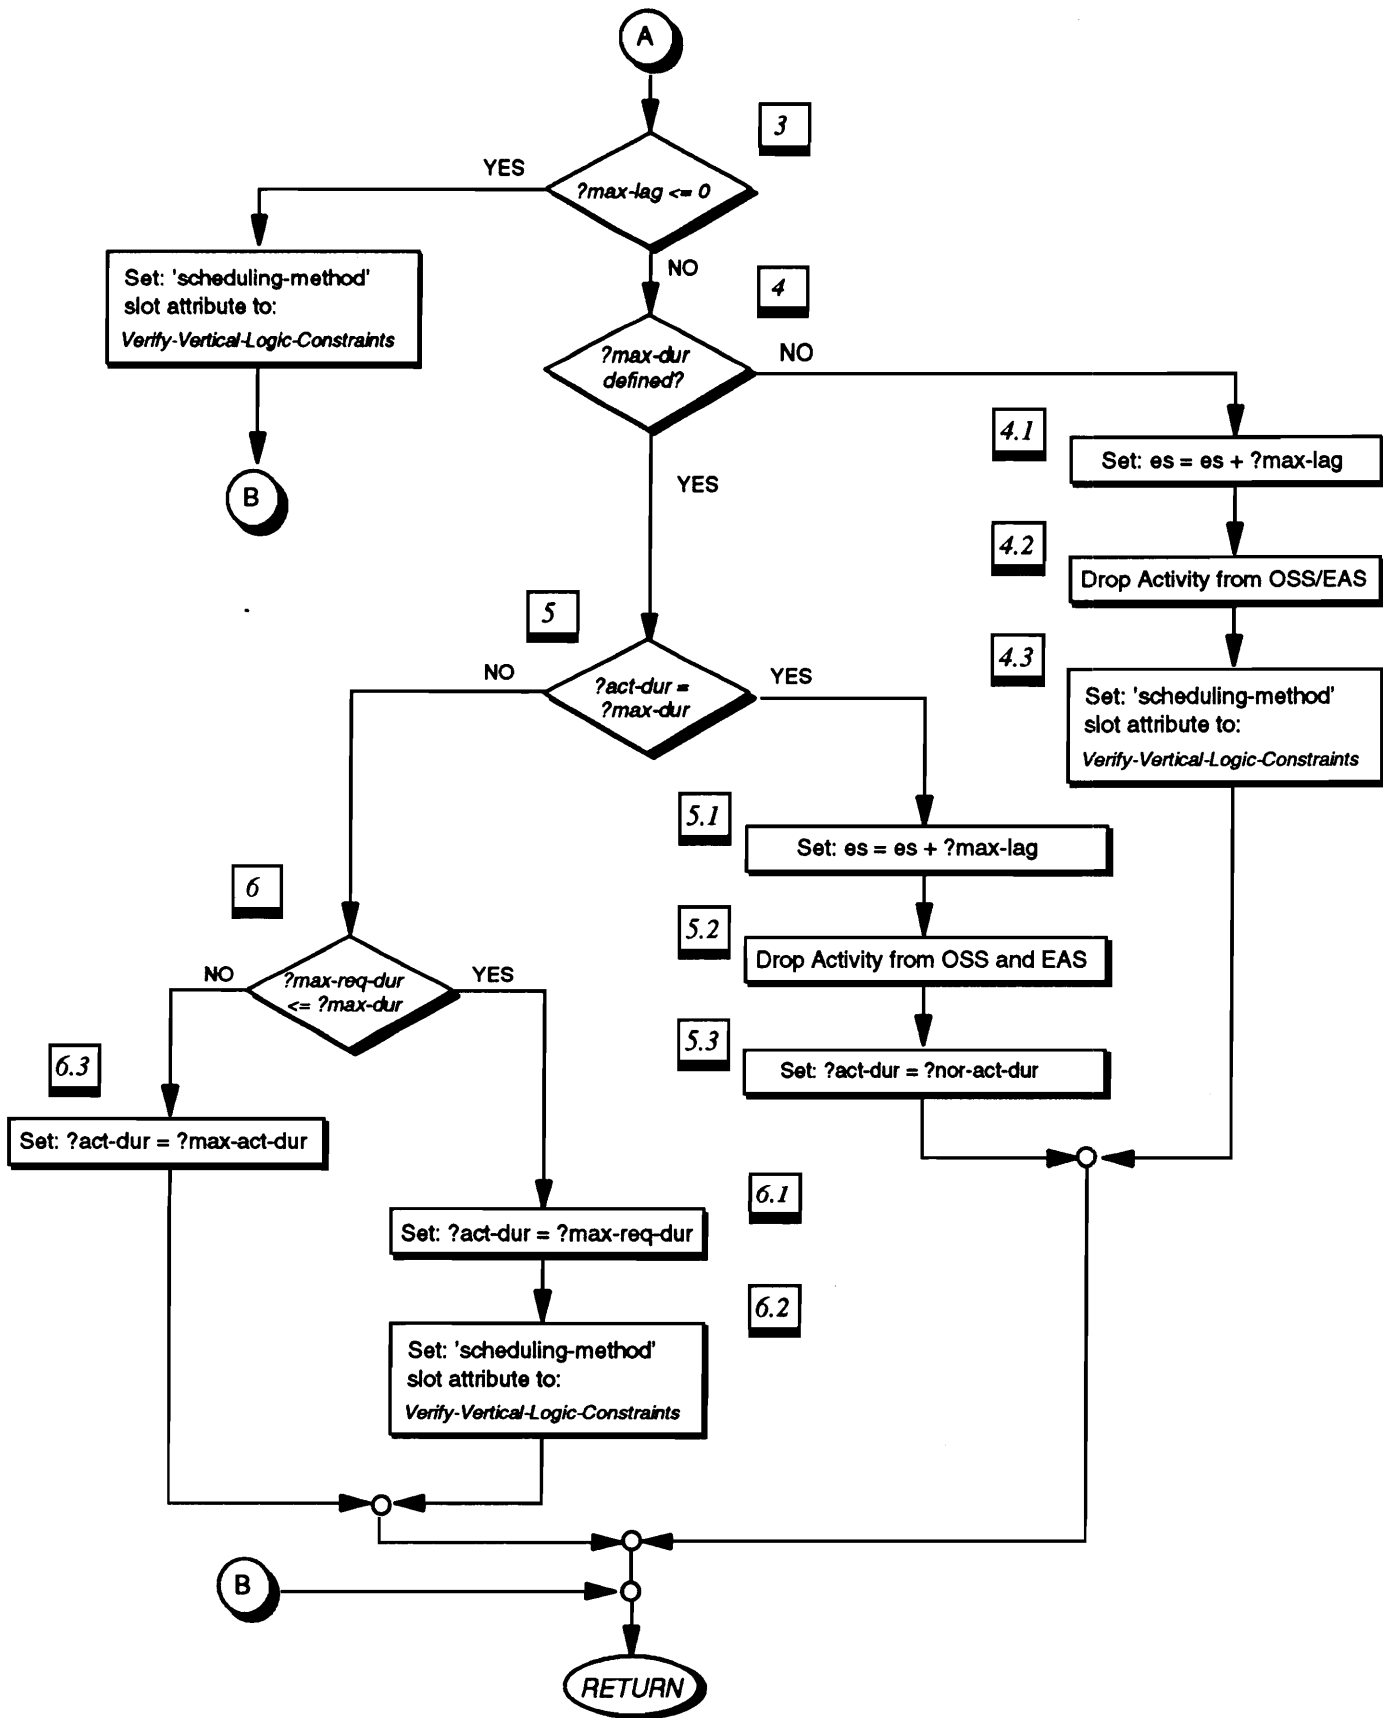 A
3
YES
?max-lag <= 0
Set: 'scheduling-method'
slot attribute to:
Verify-Vertical-Logic-Constraints
NO
4
?max-dur
defined?
NO
4.1
Set: es = es + ?max-lag
B
YES
4.2
Drop Activity from OSS/EAS
5
4.3
NO
?act-dur =
?max-dur
YES
Set: 'scheduling-method'
slot attribute to:
Verify-Vertical-Logic-Constraints
5.1
Set: es = es + ?max-lag
6
5.2
Drop Activity from OSS and EAS
NO
?max-req-dur
<= ?max-dur
YES
5.3
Set: ?act-dur = ?nor-act-dur
6.3
Set: ?act-dur = ?max-act-dur
6.1
Set: ?act-dur = ?max-req-dur
6.2
Set: 'scheduling-method'
slot attribute to:
Verify-Vertical-Logic-Constraints
B
RETURN